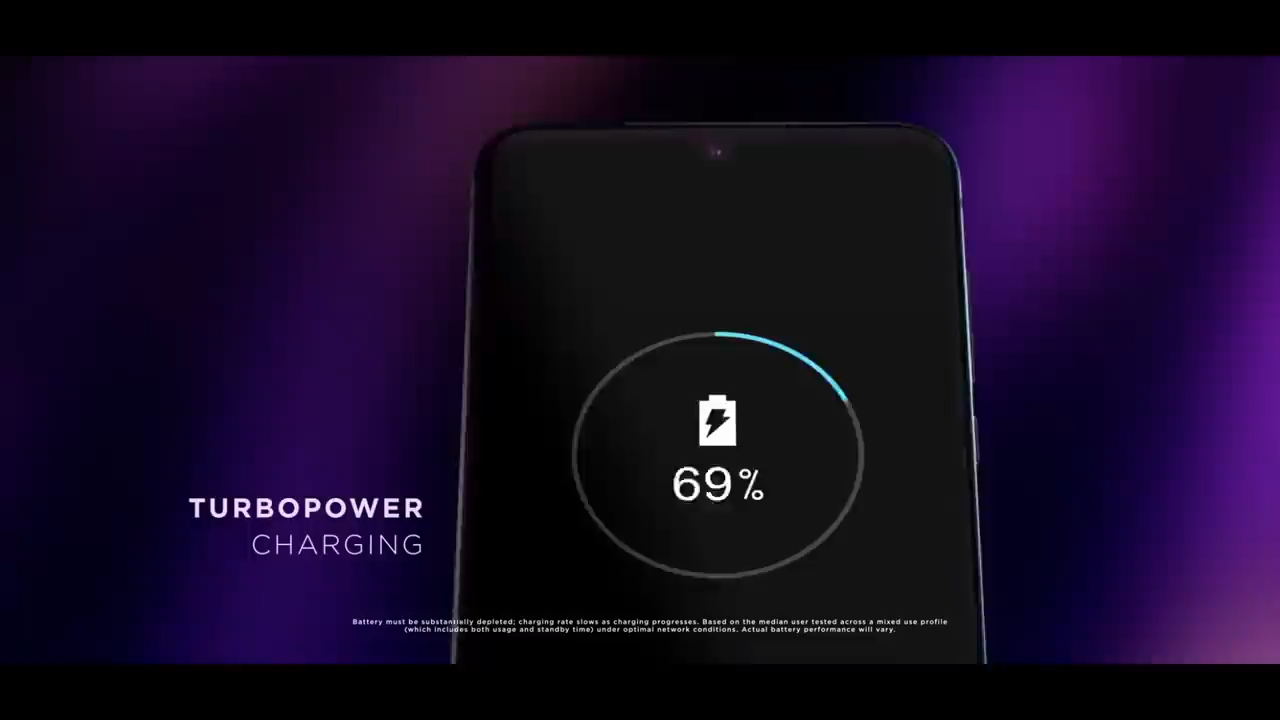 69%
TURBOPOWER
CHARGING
Battery must be substantially depleted; charging rate slows as charging progresses. Based on the median user tested across a mixed use profile
(which includes both usage and standby time) under optimal network conditions. Actual battery performance will vary.